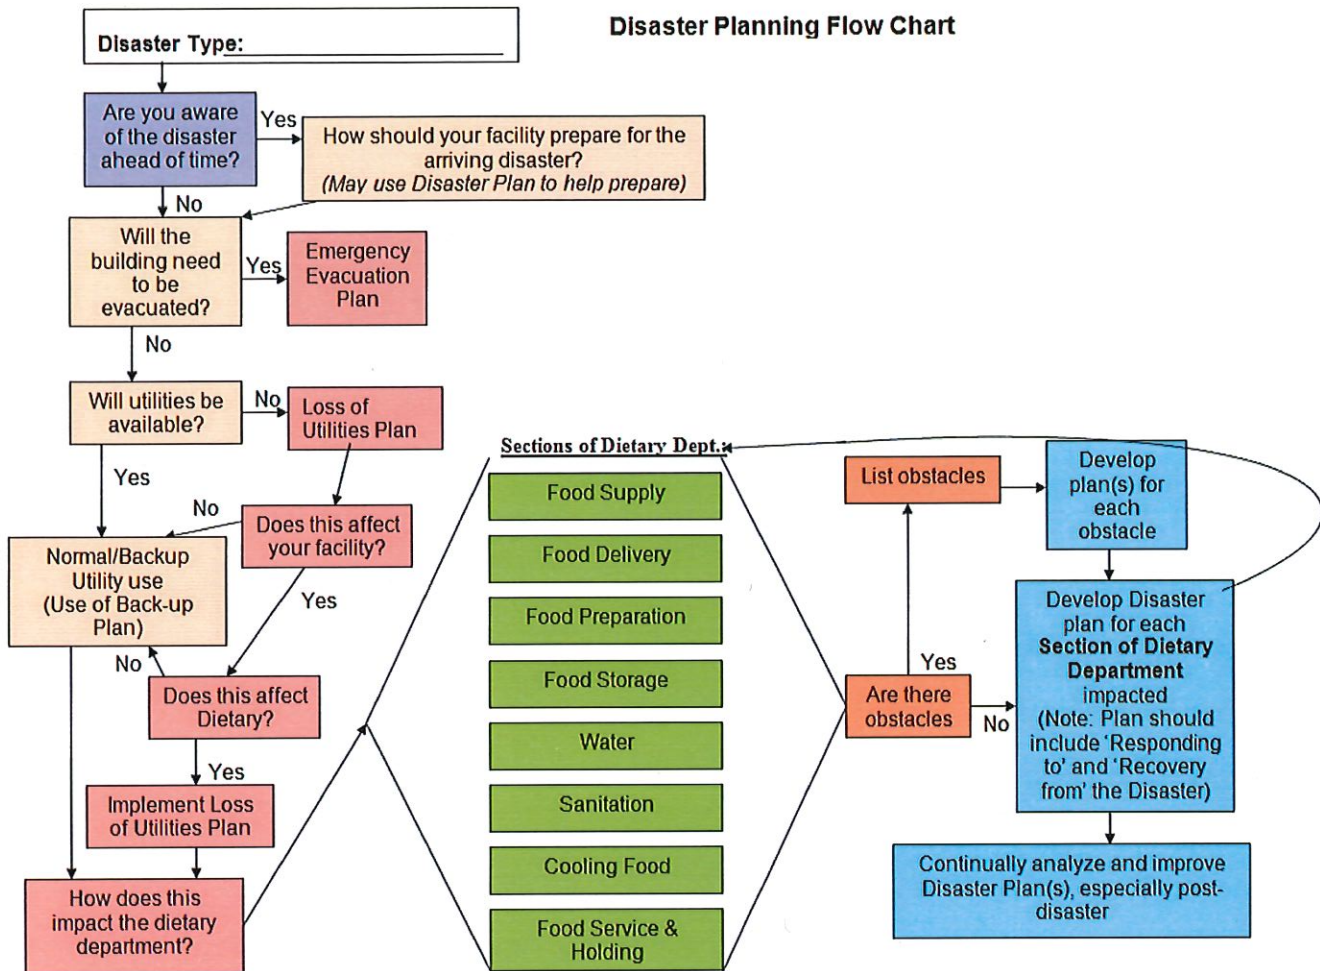 Disaster Planning Flow Chart
Disaster Type:
Are you aware
of the disaster
ahead of time?
Yes
How should your facility prepare for the
arriving disaster?
(May use Disaster Plan to help prepare)
No
Will the
building need
to be
evacuated?
Yes
Emergency
Evacuation
Plan
No
Will utilities be
available?
No
Loss of
Utilities Plan
Yes
No
Does this affect
your facility?
Normal/Backup
Utility use
(Use of Back-up
Plan)
Yes
No
Does this affect
Dietary?
Yes
Implement Loss
of Utilities Plan
How does this
impact the dietary
department?
Sections of Dietary Dept.:
Food Supply
Food Delivery
Food Preparation
Food Storage
Water
Sanitation
Cooling Food
Food Service &
Holding
List obstacles
Develop
plan(s) for
each
obstacle
Yes
Are there
obstacles
No
Develop Disaster
plan for each
Section of Dietary
Department
impacted
(Note: Plan should
include ‘Responding
to’ and ‘Recovery
from’ the Disaster)
Continually analyze and improve
Disaster Plan(s), especially post-
disaster